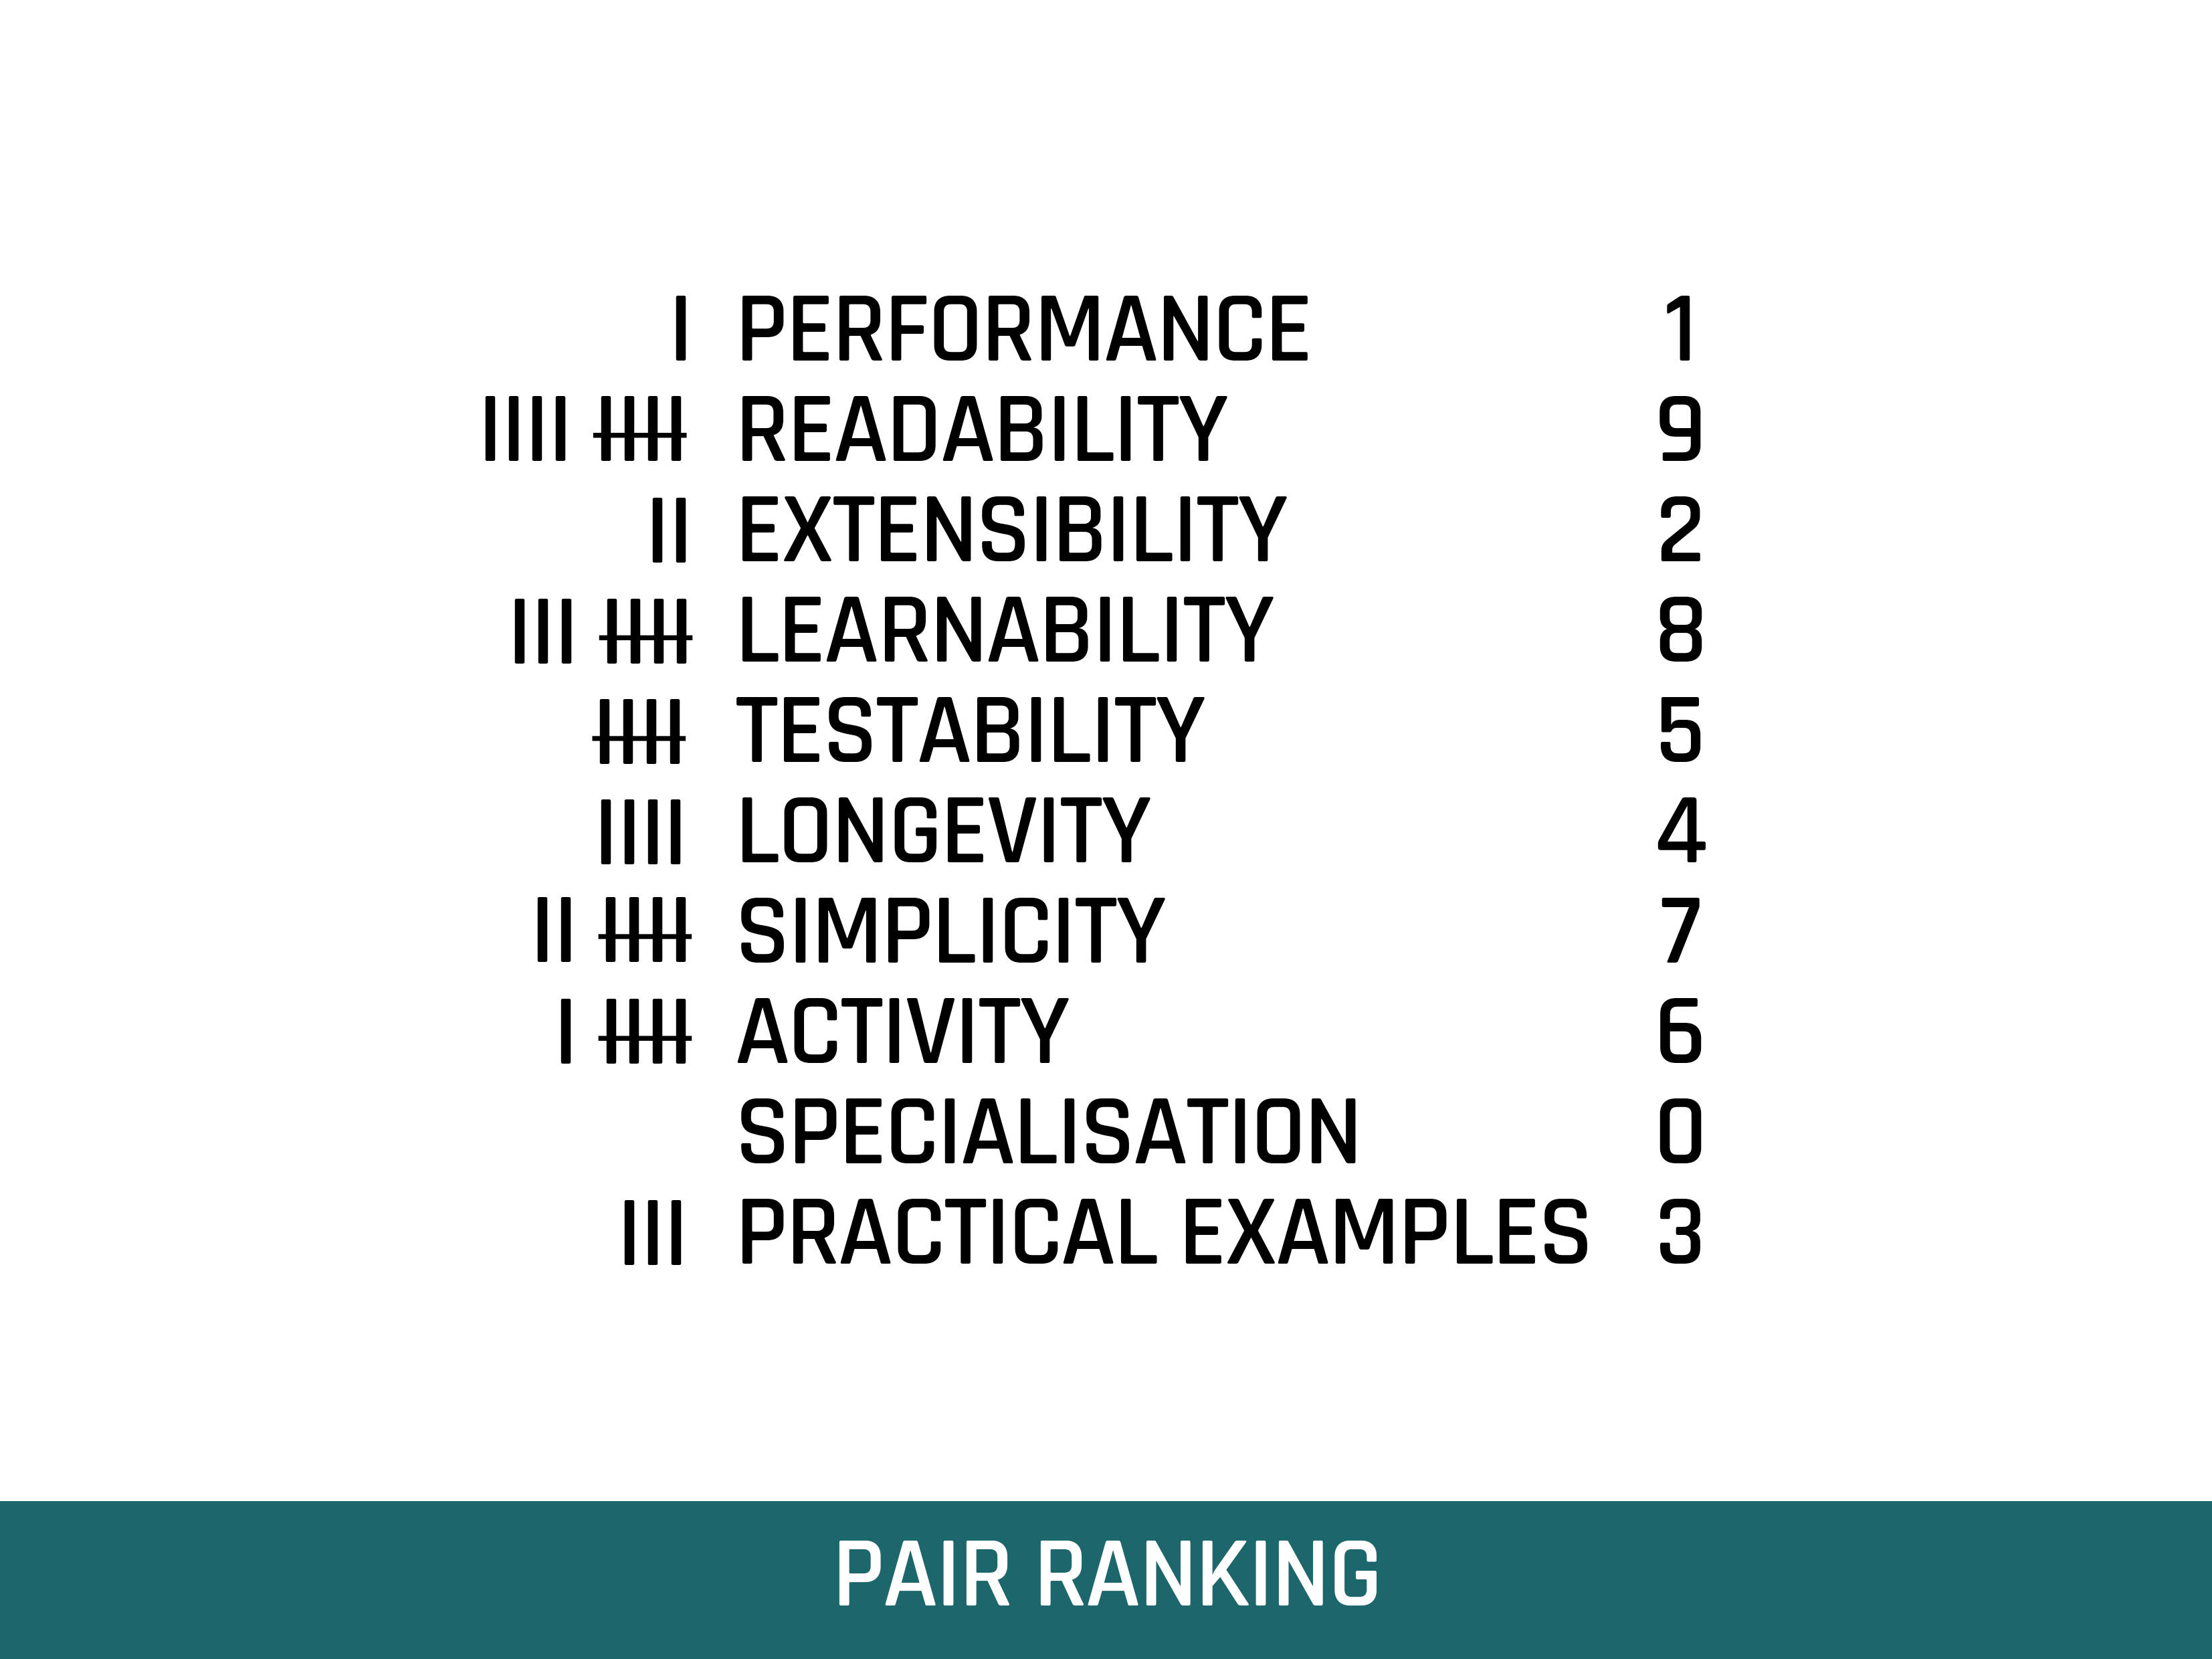 I PERFORMANCE 1
IIII IIII READABILITY 9
II EXTENSIBILITY 2
III IIII LEARNABILITY 8
IIII TESTABILITY 5
IIII LONGEVITY 4
II IIII SIMPLICITY 7
I IIII ACTIVITY 6
SPECIALISATION 0
III PRACTICAL EXAMPLES 3
PAIR RANKING